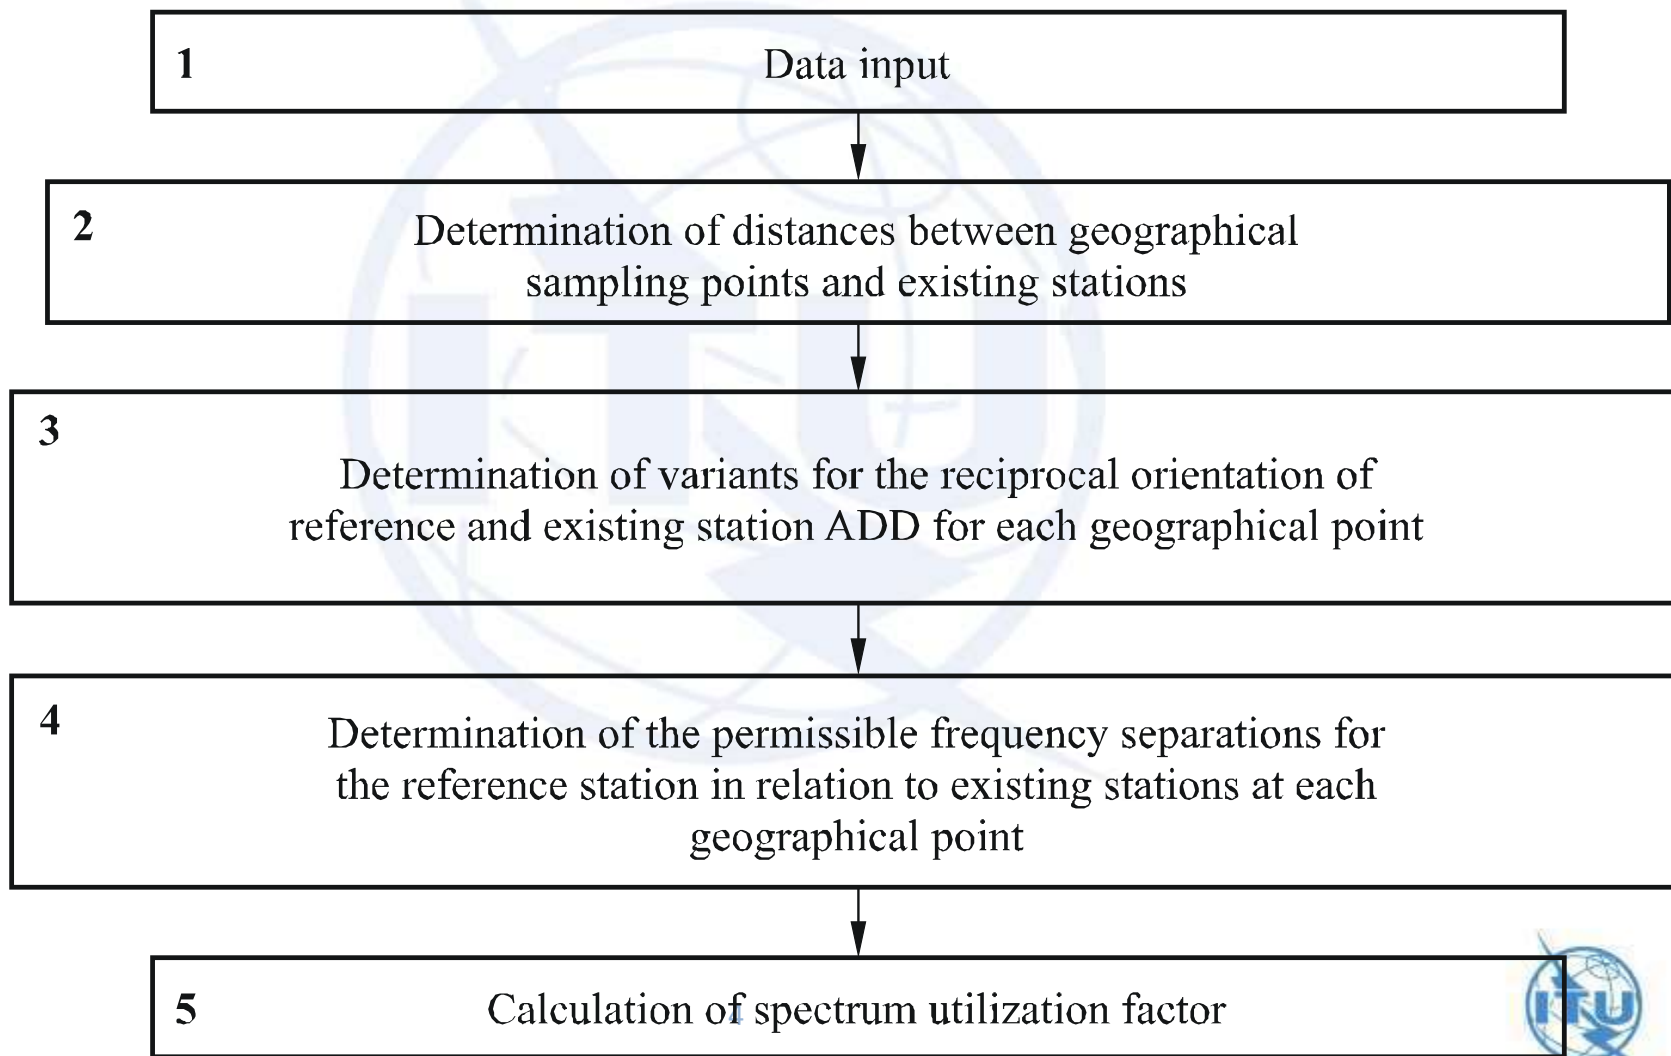 1
Data input
2
Determination of distances between geographical
sampling points and existing stations
3
Determination of variants for the reciprocal orientation of
reference and existing station ADD for each geographical point
4
Determination of the permissible frequency separations for
the reference station in relation to existing stations at each
geographical point
5
Calculation of spectrum utilization factor
4
ITU
ITU